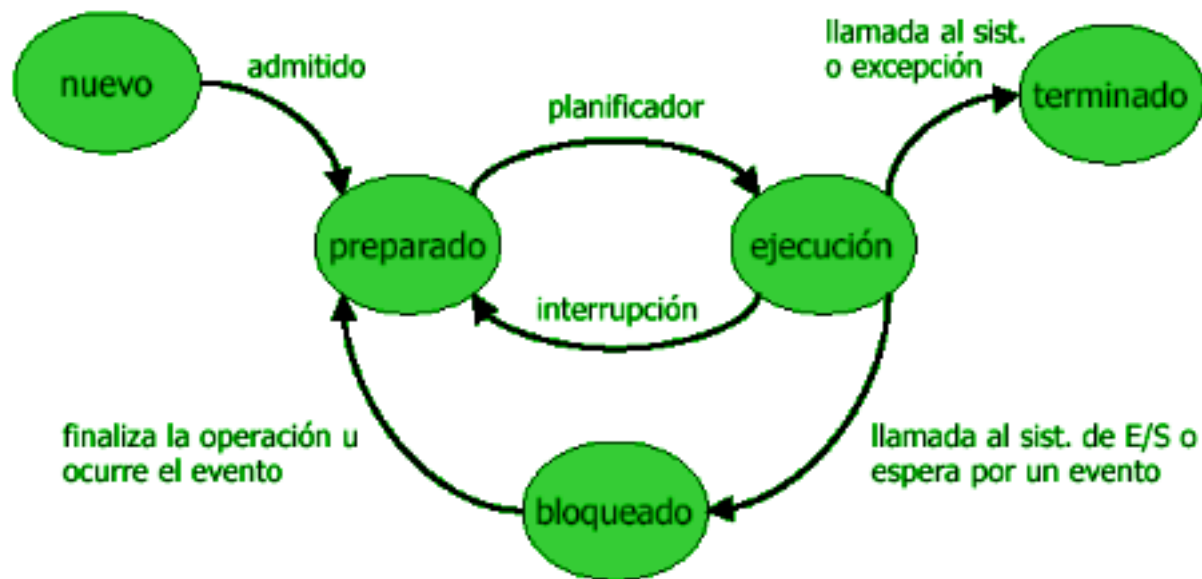 nuevo
admitido
llamada al sist.
o excepción
terminado
planificador
preparado
ejecución
interrupción
finaliza la operación u
ocurre el evento
llamada al sist. de E/S o
espera por un evento
bloqueado